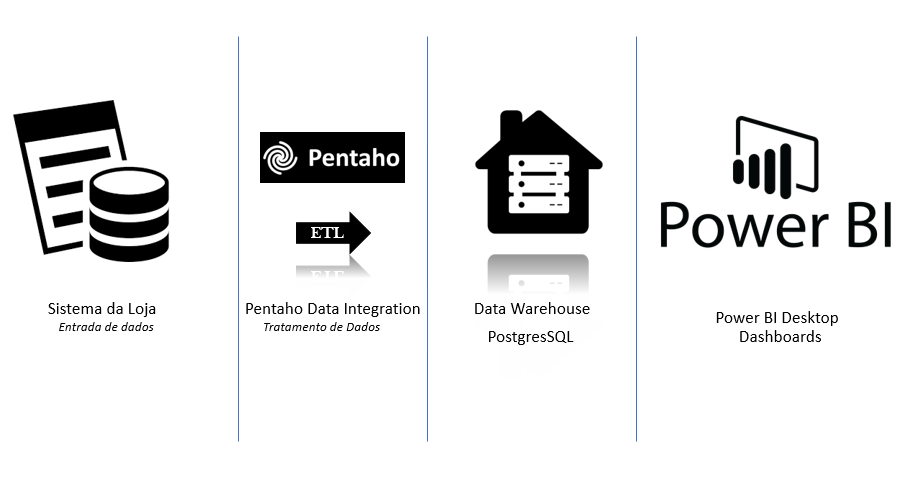 Sistema da Loja
Entrada de dados
Pentaho
ETL
Pentaho Data Integration
Tratamento de Dados
Data Warehouse
PostgresSQL
Power BI
Power BI Desktop
Dashboards